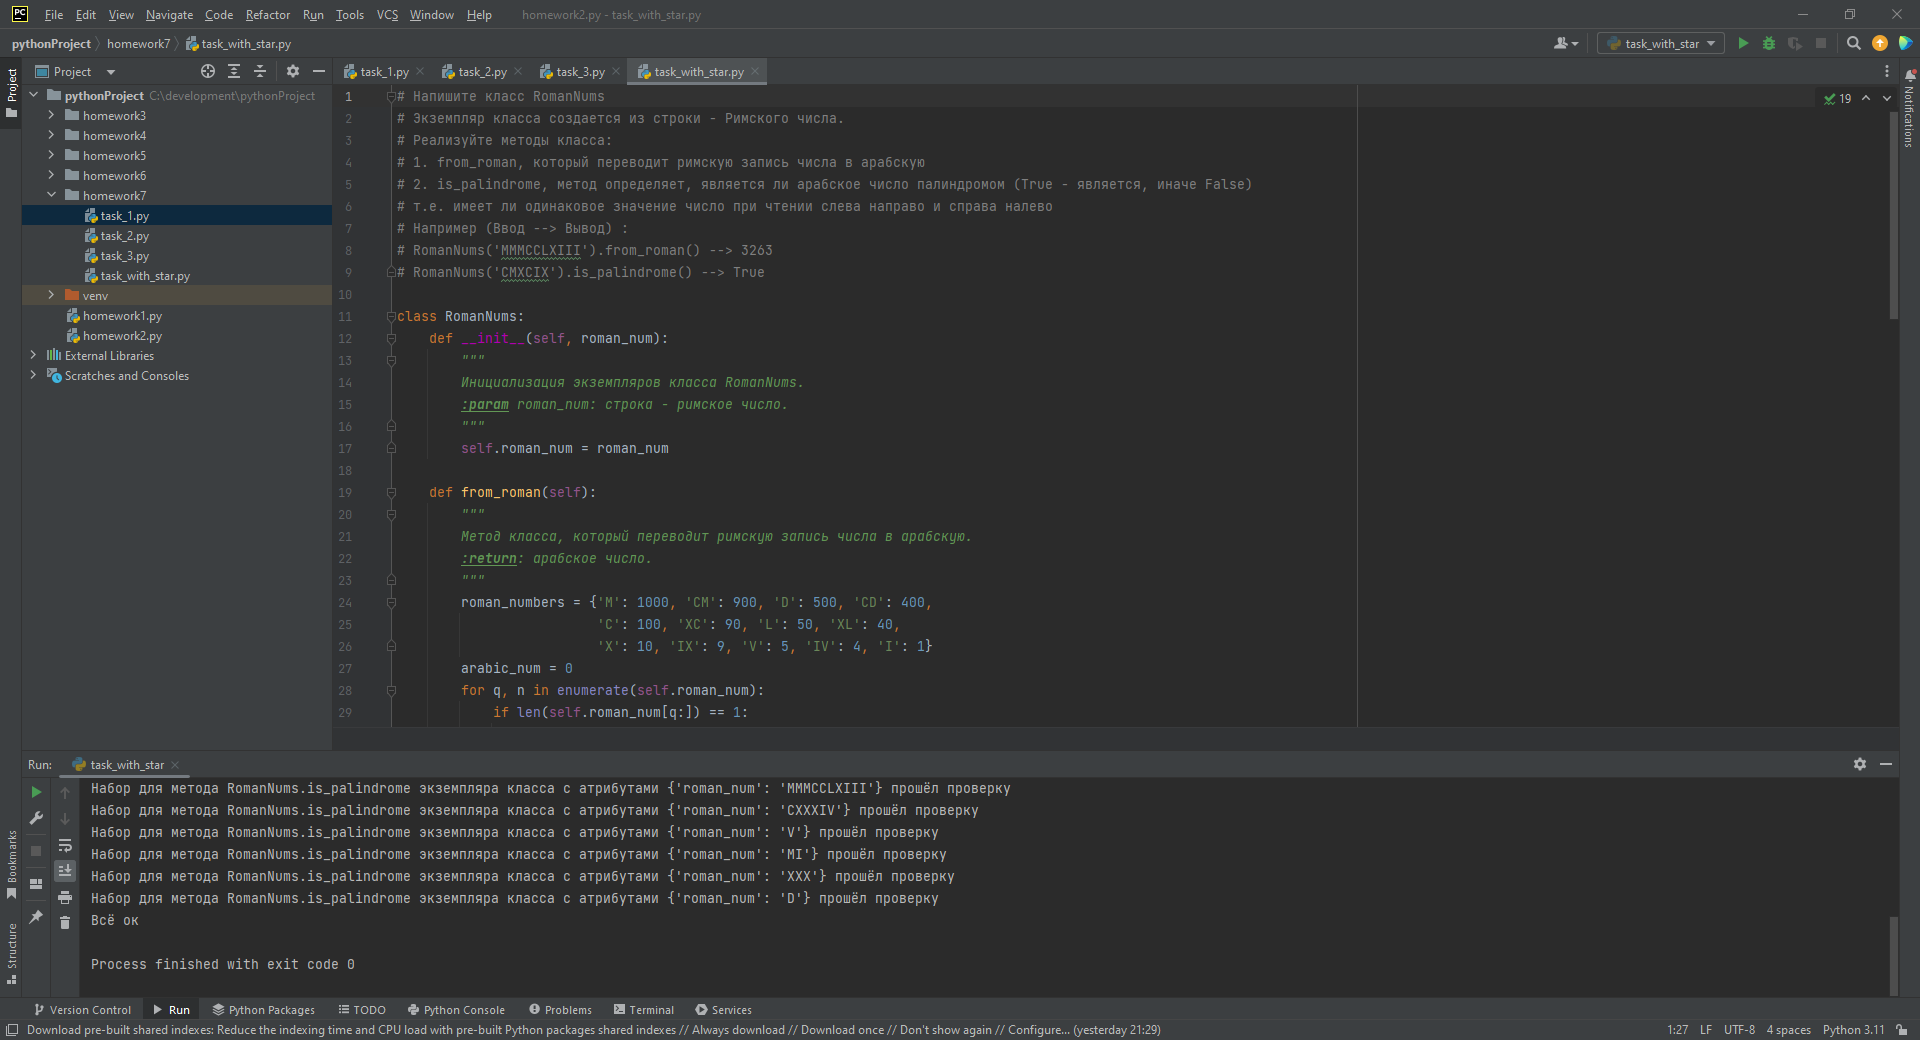 PC File Edit View Navigate Code Refactor Run Tools VCS Window Help homework2.py - task_with_star.py
pythonProject homework7 task_with_star.py task_with_star
Project
task_1.py task_2.py task_3.py task_with_star.py
Project
pythonProject C:\development\pythonProject
homework3
homework4
homework5
homework6
homework7
task_1.py
task_2.py
task_3.py
task_with_star.py
venv
homework1.py
homework2.py
External Libraries
Scratches and Consoles
19
Notifications
1 # Напишите класс RomanNums
2 # Экземпляр класса создается из строки - Римского числа.
3 # Реализуйте методы класса:
4 # 1. from_roman, который переводит римскую запись числа в арабскую
5 # 2. is_palindrome, метод определяет, является ли арабское число палиндромом (True - является, иначе False)
6 # т.е. имеет ли одинаковое значение число при чтении слева направо и справа налево
7 # Например (Ввод --> Вывод) :
8 # RomanNums('MMMCCLXIII').from_roman() --> 3263
9 # RomanNums('CMXCIX').is_palindrome() --> True
10
11 class RomanNums:
12 def __init__(self, roman_num):
13 """
14 Инициализация экземпляров класса RomanNums.
15 :param roman_num: строка - римское число.
16 """
17 self.roman_num = roman_num
18
19 def from_roman(self):
20 """
21 Метод класса, который переводит римскую запись числа в арабскую.
22 :return: арабское число.
23 """
24 roman_numbers = {'M': 1000, 'CM': 900, 'D': 500, 'CD': 400,
25 'C': 100, 'XC': 90, 'L': 50, 'XL': 40,
26 'X': 10, 'IX': 9, 'V': 5, 'IV': 4, 'I': 1}
27 arabic_num = 0
28 for q, n in enumerate(self.roman_num):
29 if len(self.roman_num[q:]) == 1:
Run: task_with_star
Набор для метода RomanNums.is_palindrome экземпляра класса с атрибутами {'roman_num': 'MMMCCLXIII'} прошёл проверку
Набор для метода RomanNums.is_palindrome экземпляра класса с атрибутами {'roman_num': 'CXXXIV'} прошёл проверку
Набор для метода RomanNums.is_palindrome экземпляра класса с атрибутами {'roman_num': 'V'} прошёл проверку
Набор для метода RomanNums.is_palindrome экземпляра класса с атрибутами {'roman_num': 'MI'} прошёл проверку
Набор для метода RomanNums.is_palindrome экземпляра класса с атрибутами {'roman_num': 'XXX'} прошёл проверку
Набор для метода RomanNums.is_palindrome экземпляра класса с атрибутами {'roman_num': 'D'} прошёл проверку
Всё ок
Process finished with exit code 0
Bookmarks
Structure
Version Control Run Python Packages TODO Python Console Problems Terminal Services
Download pre-built shared indexes: Reduce the indexing time and CPU load with pre-built Python packages shared indexes // Always download // Download once // Don't show again // Configure... (yesterday 21:29) 1:27 LF UTF-8 4 spaces Python 3.11